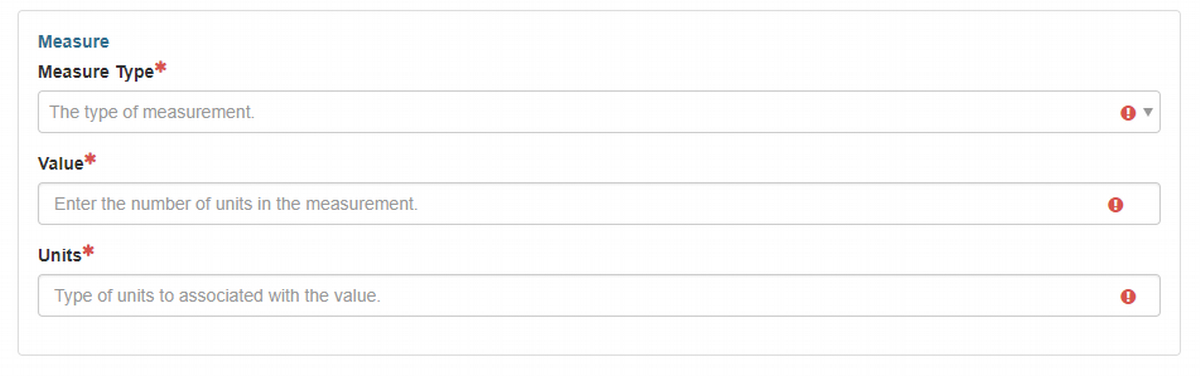 Measure
Measure Type*
The type of measurement.
Value*
Enter the number of units in the measurement.
Units*
Type of units to associated with the value.